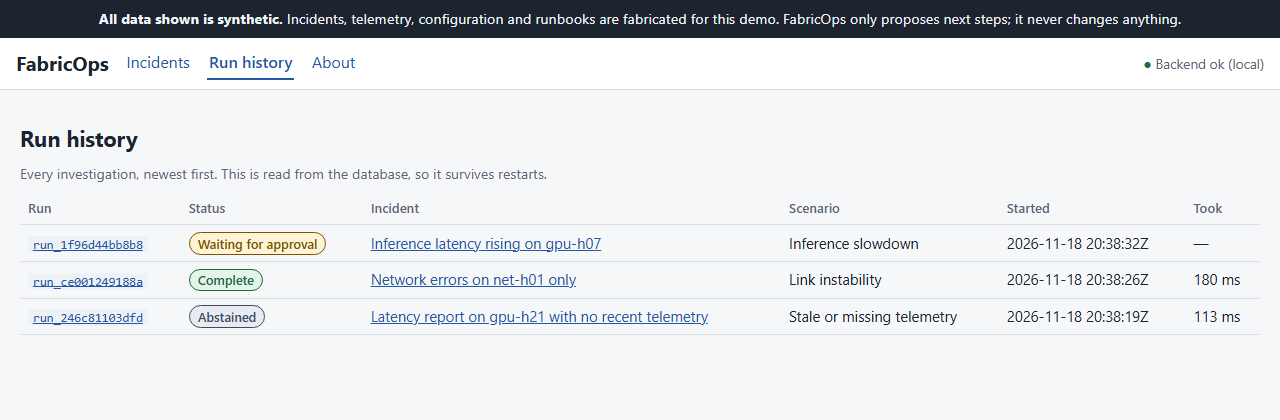 All data shown is synthetic. Incidents, telemetry, configuration and runbooks are fabricated for this demo. FabricOps only proposes next steps; it never changes anything.
FabricOps Incidents Run history About ● Backend ok (local)
Run history
Every investigation, newest first. This is read from the database, so it survives restarts.
Run Status Incident Scenario Started Took
run_1f96d44bb8b8 Waiting for approval Inference latency rising on gpu-h07 Inference slowdown 2026-11-18 20:38:32Z —
run_ce001249188a Complete Network errors on net-h01 only Link instability 2026-11-18 20:38:26Z 180 ms
run_246c81103dfd Abstained Latency report on gpu-h21 with no recent telemetry Stale or missing telemetry 2026-11-18 20:38:19Z 113 ms